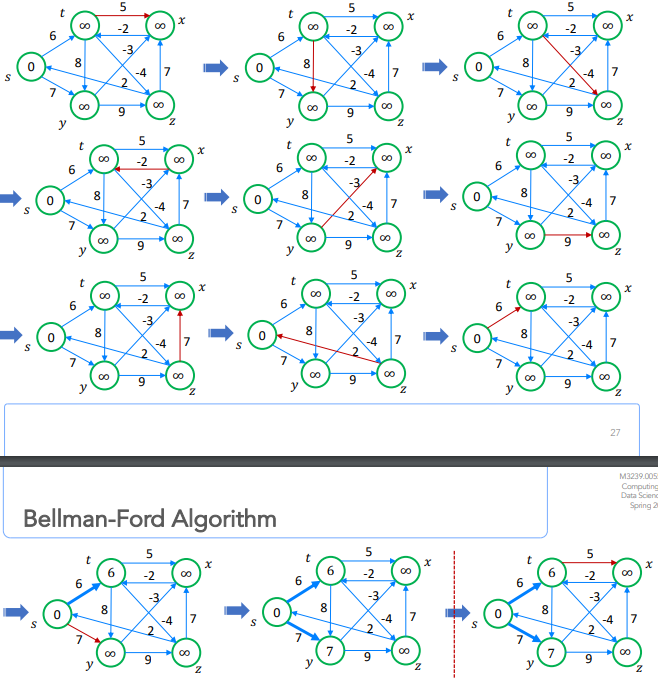 5
t ∞ -2 ∞ x
6 -3
s 0 8 -4 7
7 2
y ∞ 9 ∞ z
5
t ∞ -2 ∞ x
6 -3
s 0 8 -4 7
7 2
y ∞ 9 ∞ z
5
t ∞ -2 ∞ x
6 -3
s 0 8 -4 7
7 2
y ∞ 9 ∞ z
5
t ∞ -2 ∞ x
6 -3
s 0 8 -4 7
7 2
y ∞ 9 ∞ z
5
t ∞ -2 ∞ x
6 -3
s 0 8 -4 7
7 2
y ∞ 9 ∞ z
5
t ∞ -2 ∞ x
6 -3
s 0 8 -4 7
7 2
y ∞ 9 ∞ z
5
t ∞ -2 ∞ x
6 -3
s 0 8 -4 7
7 2
y ∞ 9 ∞ z
5
t ∞ -2 ∞ x
6 -3
s 0 8 -4 7
7 2
y ∞ 9 ∞ z
5
t ∞ -2 ∞ x
6 -3
s 0 8 -4 7
7 2
y ∞ 9 ∞ z
27
M3239.005
Computing
Data
Spring
Bellman-Ford Algorithm
5
t 6 -2 ∞ x
6 -3
s 0 8 -4 7
7 2
y ∞ 9 ∞ z
5
t 6 -2 ∞ x
6 -3
s 0 8 -4 7
7 2
y 7 9 ∞ z
5
t 6 -2 ∞ x
6 -3
s 0 8 -4 7
7 2
y 7 9 ∞ z